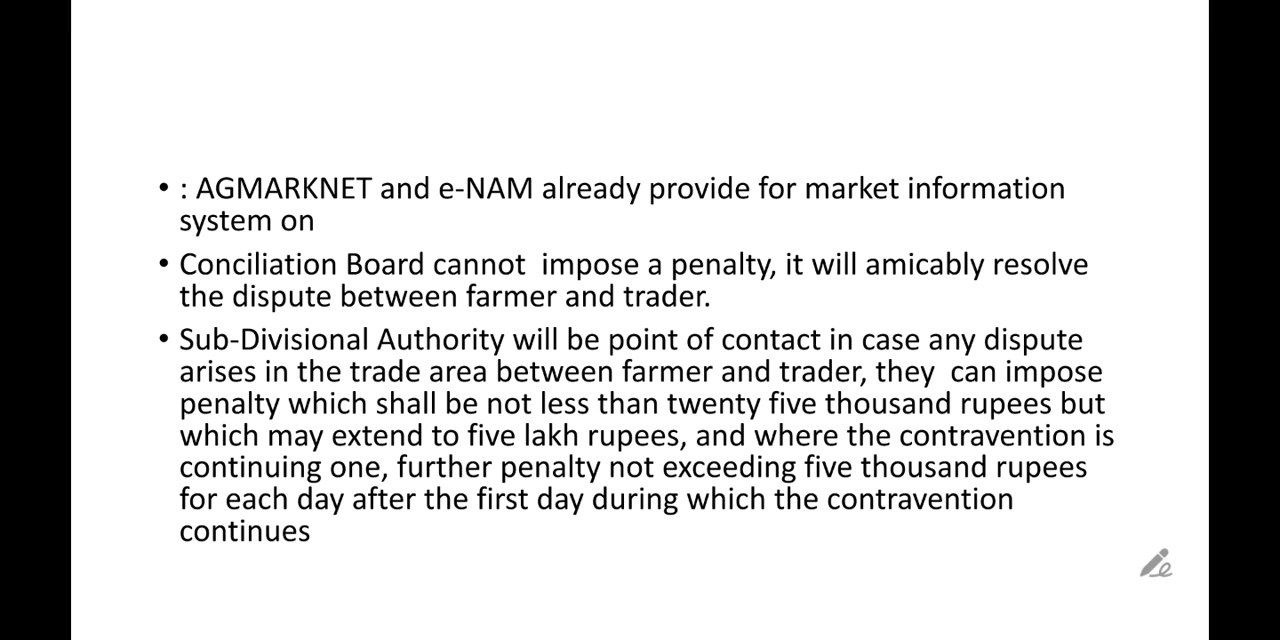 • : AGMARKNET and e-NAM already provide for market information
system on
• Conciliation Board cannot  impose a penalty, it will amicably resolve
the dispute between farmer and trader.
• Sub-Divisional Authority will be point of contact in case any dispute
arises in the trade area between farmer and trader, they  can impose
penalty which shall be not less than twenty five thousand rupees but
which may extend to five lakh rupees, and where the contravention is
continuing one, further penalty not exceeding five thousand rupees
for each day after the first day during which the contravention
continues